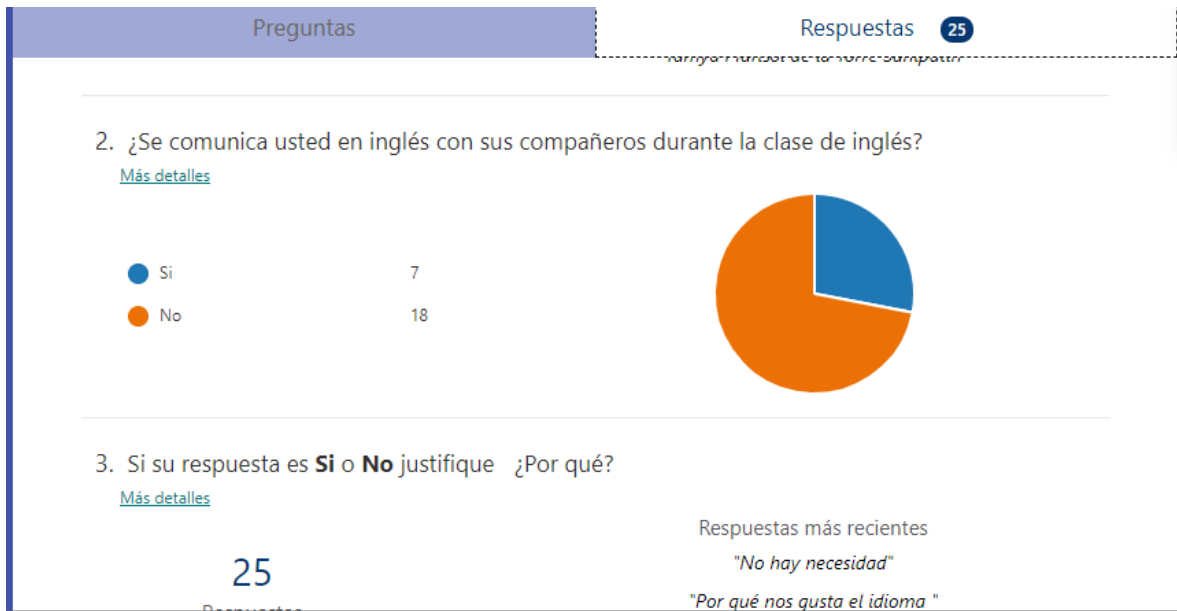 Preguntas
Respuestas 25
2. ¿Se comunica usted en inglés con sus compañeros durante la clase de inglés?
Más detalles
Si 7
No 18
3. Si su respuesta es Si o No justifique ¿Por qué?
Más detalles
25
Respuestas
Respuestas más recientes
"No hay necesidad"
"Por qué nos gusta el idioma "